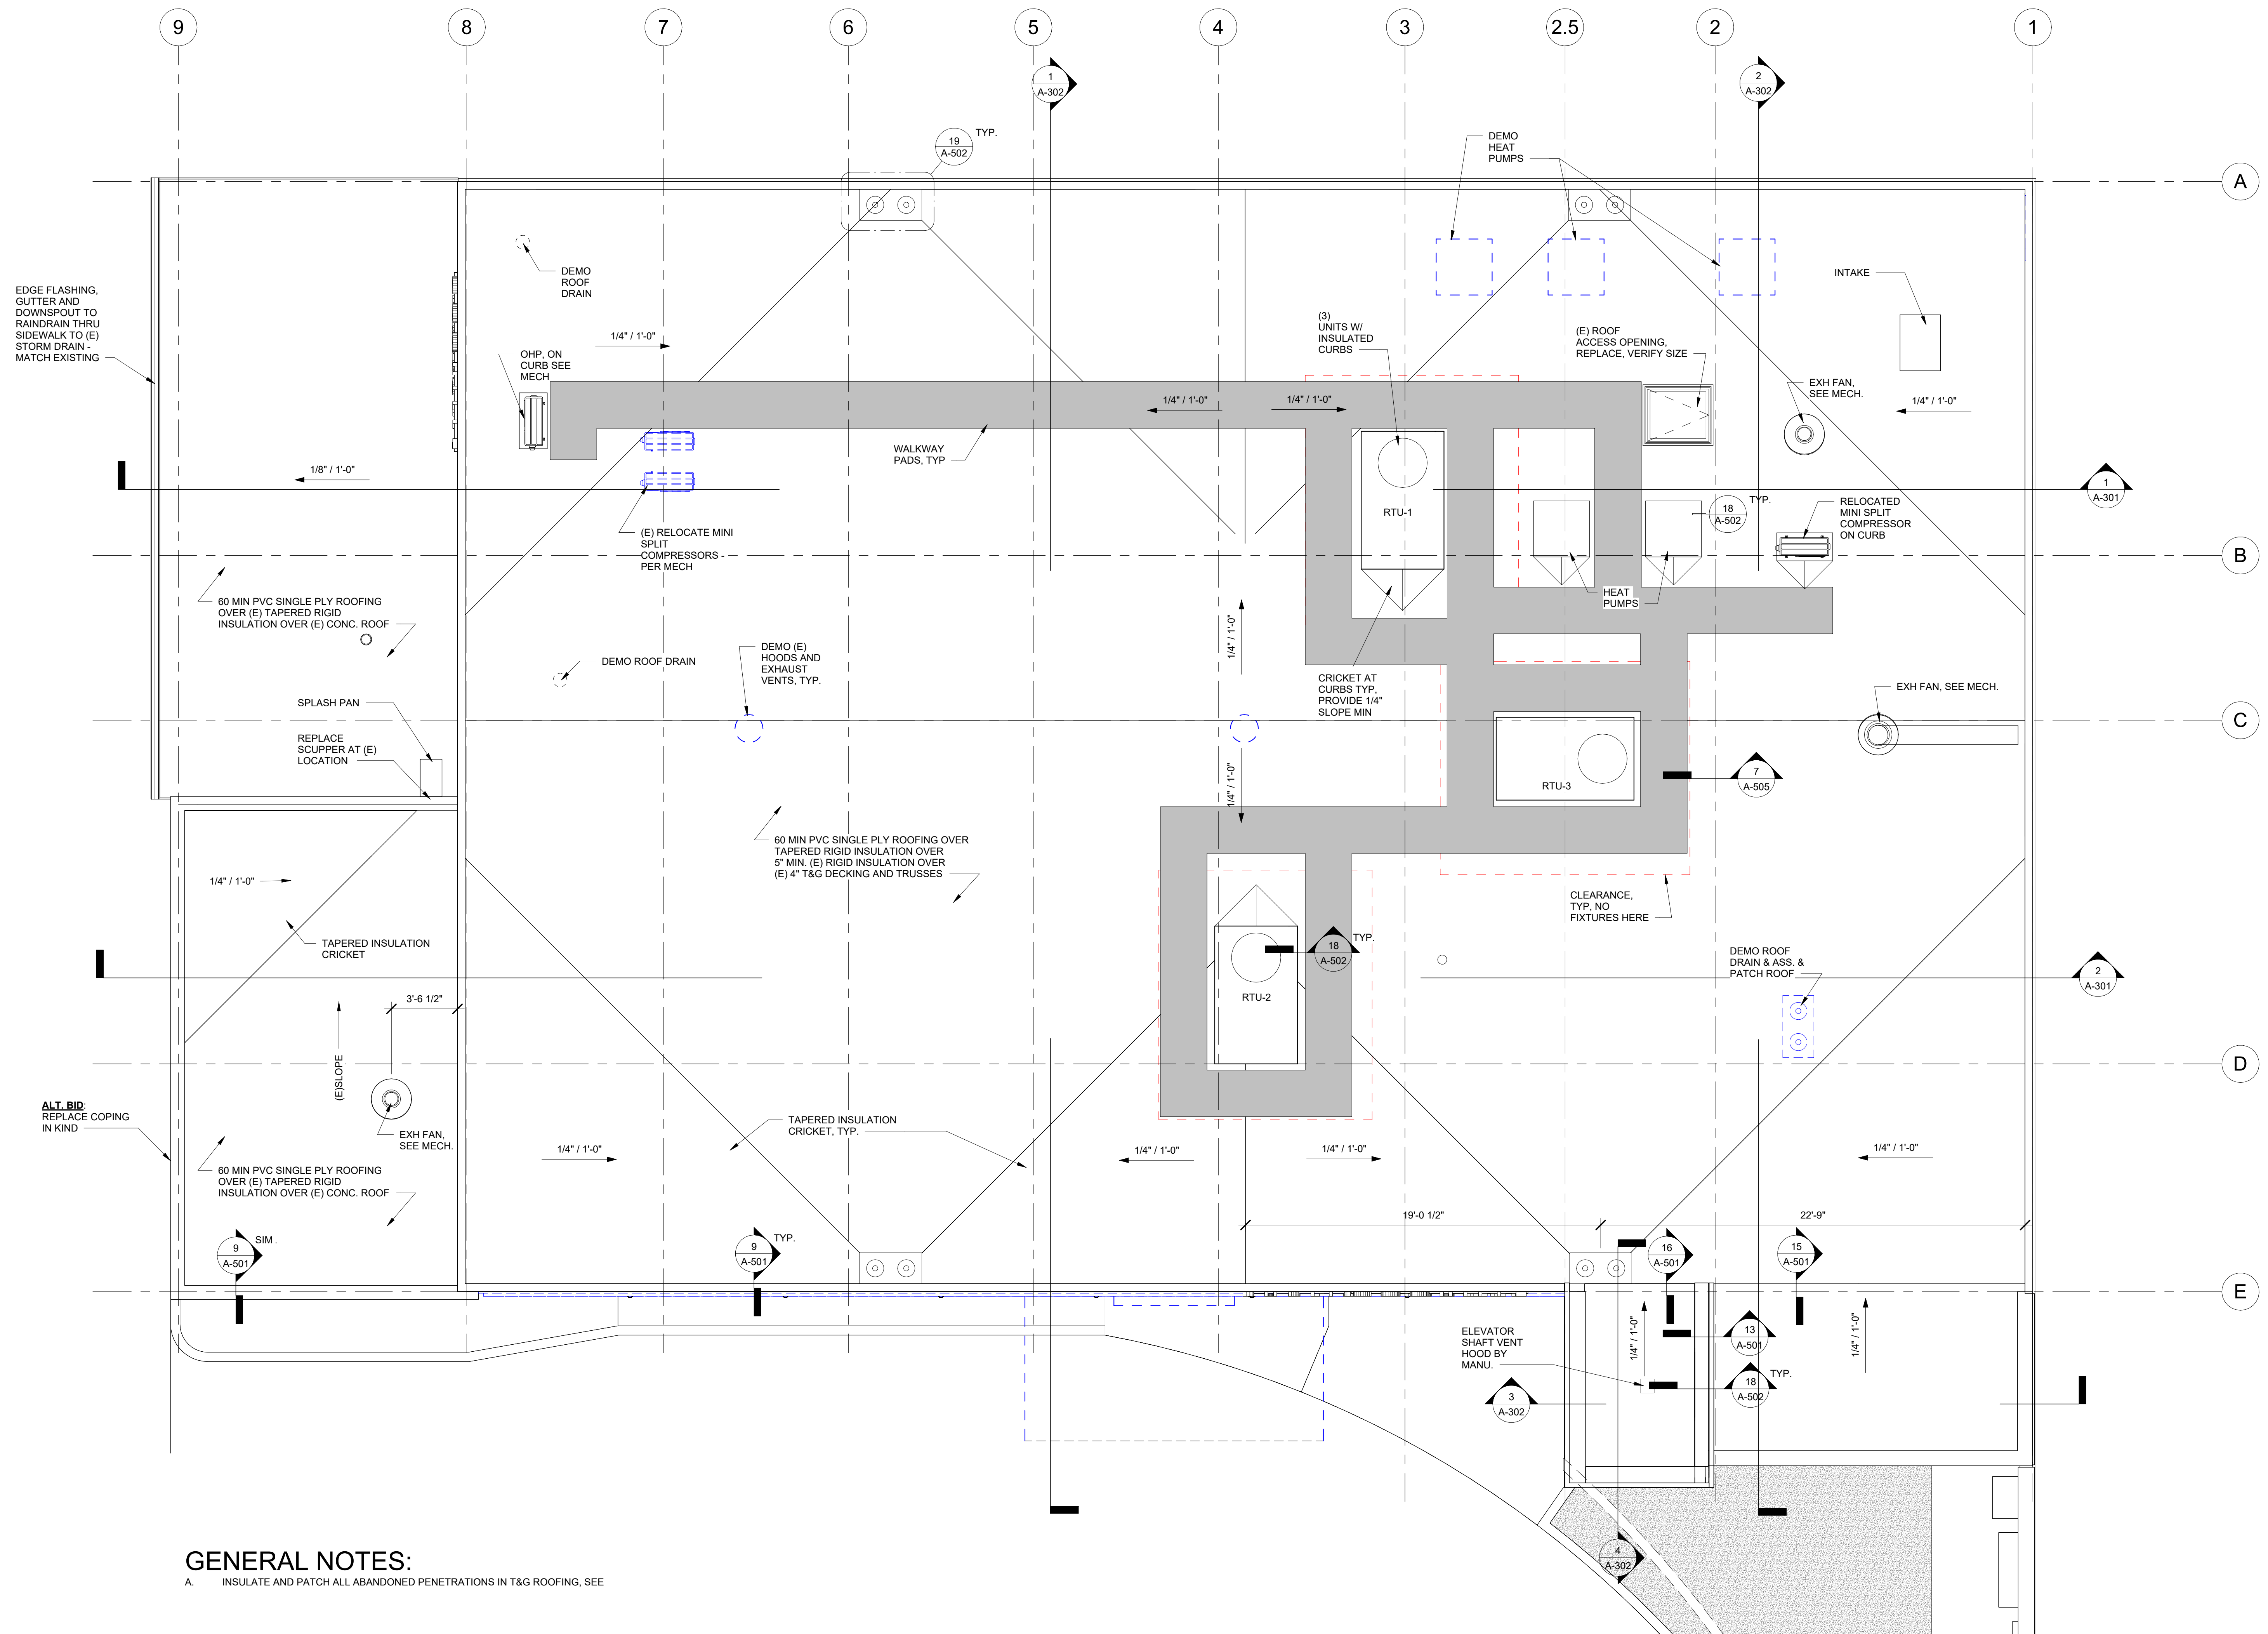 9
8
7
6
5
4
3
2.5
2
1
1
A-302
2
A-302
19
A-502
TYP.
DEMO
HEAT
PUMPS
A
DEMO
ROOF
DRAIN
INTAKE
EDGE FLASHING,
GUTTER AND
DOWNSPOUT TO
RAINDRAIN THRU
SIDEWALK TO (E)
STORM DRAIN -
MATCH EXISTING
1/4" / 1'-0"
(3)
UNITS W/
INSULATED
CURBS
(E) ROOF
ACCESS OPENING,
REPLACE, VERIFY SIZE
OHP, ON
CURB SEE
MECH
EXH FAN,
SEE MECH.
1/4" / 1'-0"
1/4" / 1'-0"
1/4" / 1'-0"
WALKWAY
PADS, TYP
1/8" / 1'-0"
1
A-301
RTU-1
18
A-502
TYP.
RELOCATED
MINI SPLIT
COMPRESSOR
ON CURB
(E) RELOCATE MINI
SPLIT
COMPRESSORS -
PER MECH
B
60 MIN PVC SINGLE PLY ROOFING
OVER (E) TAPERED RIGID
INSULATION OVER (E) CONC. ROOF
HEAT
PUMPS
1/4" / 1'-0"
DEMO ROOF DRAIN
DEMO (E)
HOODS AND
EXHAUST
VENTS, TYP.
CRICKET AT
CURBS TYP,
PROVIDE 1/4"
SLOPE MIN
EXH FAN, SEE MECH.
SPLASH PAN
C
REPLACE
SCUPPER AT (E)
LOCATION
1/4" / 1'-0"
RTU-3
7
A-505
60 MIN PVC SINGLE PLY ROOFING OVER
TAPERED RIGID INSULATION OVER
5" MIN. (E) RIGID INSULATION OVER
(E) 4" T&G DECKING AND TRUSSES
1/4" / 1'-0"
CLEARANCE,
TYP, NO
FIXTURES HERE
TAPERED INSULATION
CRICKET
18
A-502
TYP.
DEMO ROOF
DRAIN & ASS. &
PATCH ROOF
2
A-301
3'-6 1/2"
RTU-2
(E)SLOPE
D
ALT. BID:
REPLACE COPING
IN KIND
EXH FAN,
SEE MECH.
TAPERED INSULATION
CRICKET, TYP.
1/4" / 1'-0"
1/4" / 1'-0"
1/4" / 1'-0"
1/4" / 1'-0"
60 MIN PVC SINGLE PLY ROOFING
OVER (E) TAPERED RIGID
INSULATION OVER (E) CONC. ROOF
19'-0 1/2"
22'-9"
9
A-501
SIM .
9
A-501
TYP.
16
A-501
15
A-501
E
ELEVATOR
SHAFT VENT
HOOD BY
MANU.
1/4" / 1'-0"
13
A-501
1/4" / 1'-0"
18
A-502
TYP.
3
A-302
4
A-302
GENERAL NOTES:
A. INSULATE AND PATCH ALL ABANDONED PENETRATIONS IN T&G ROOFING, SEE